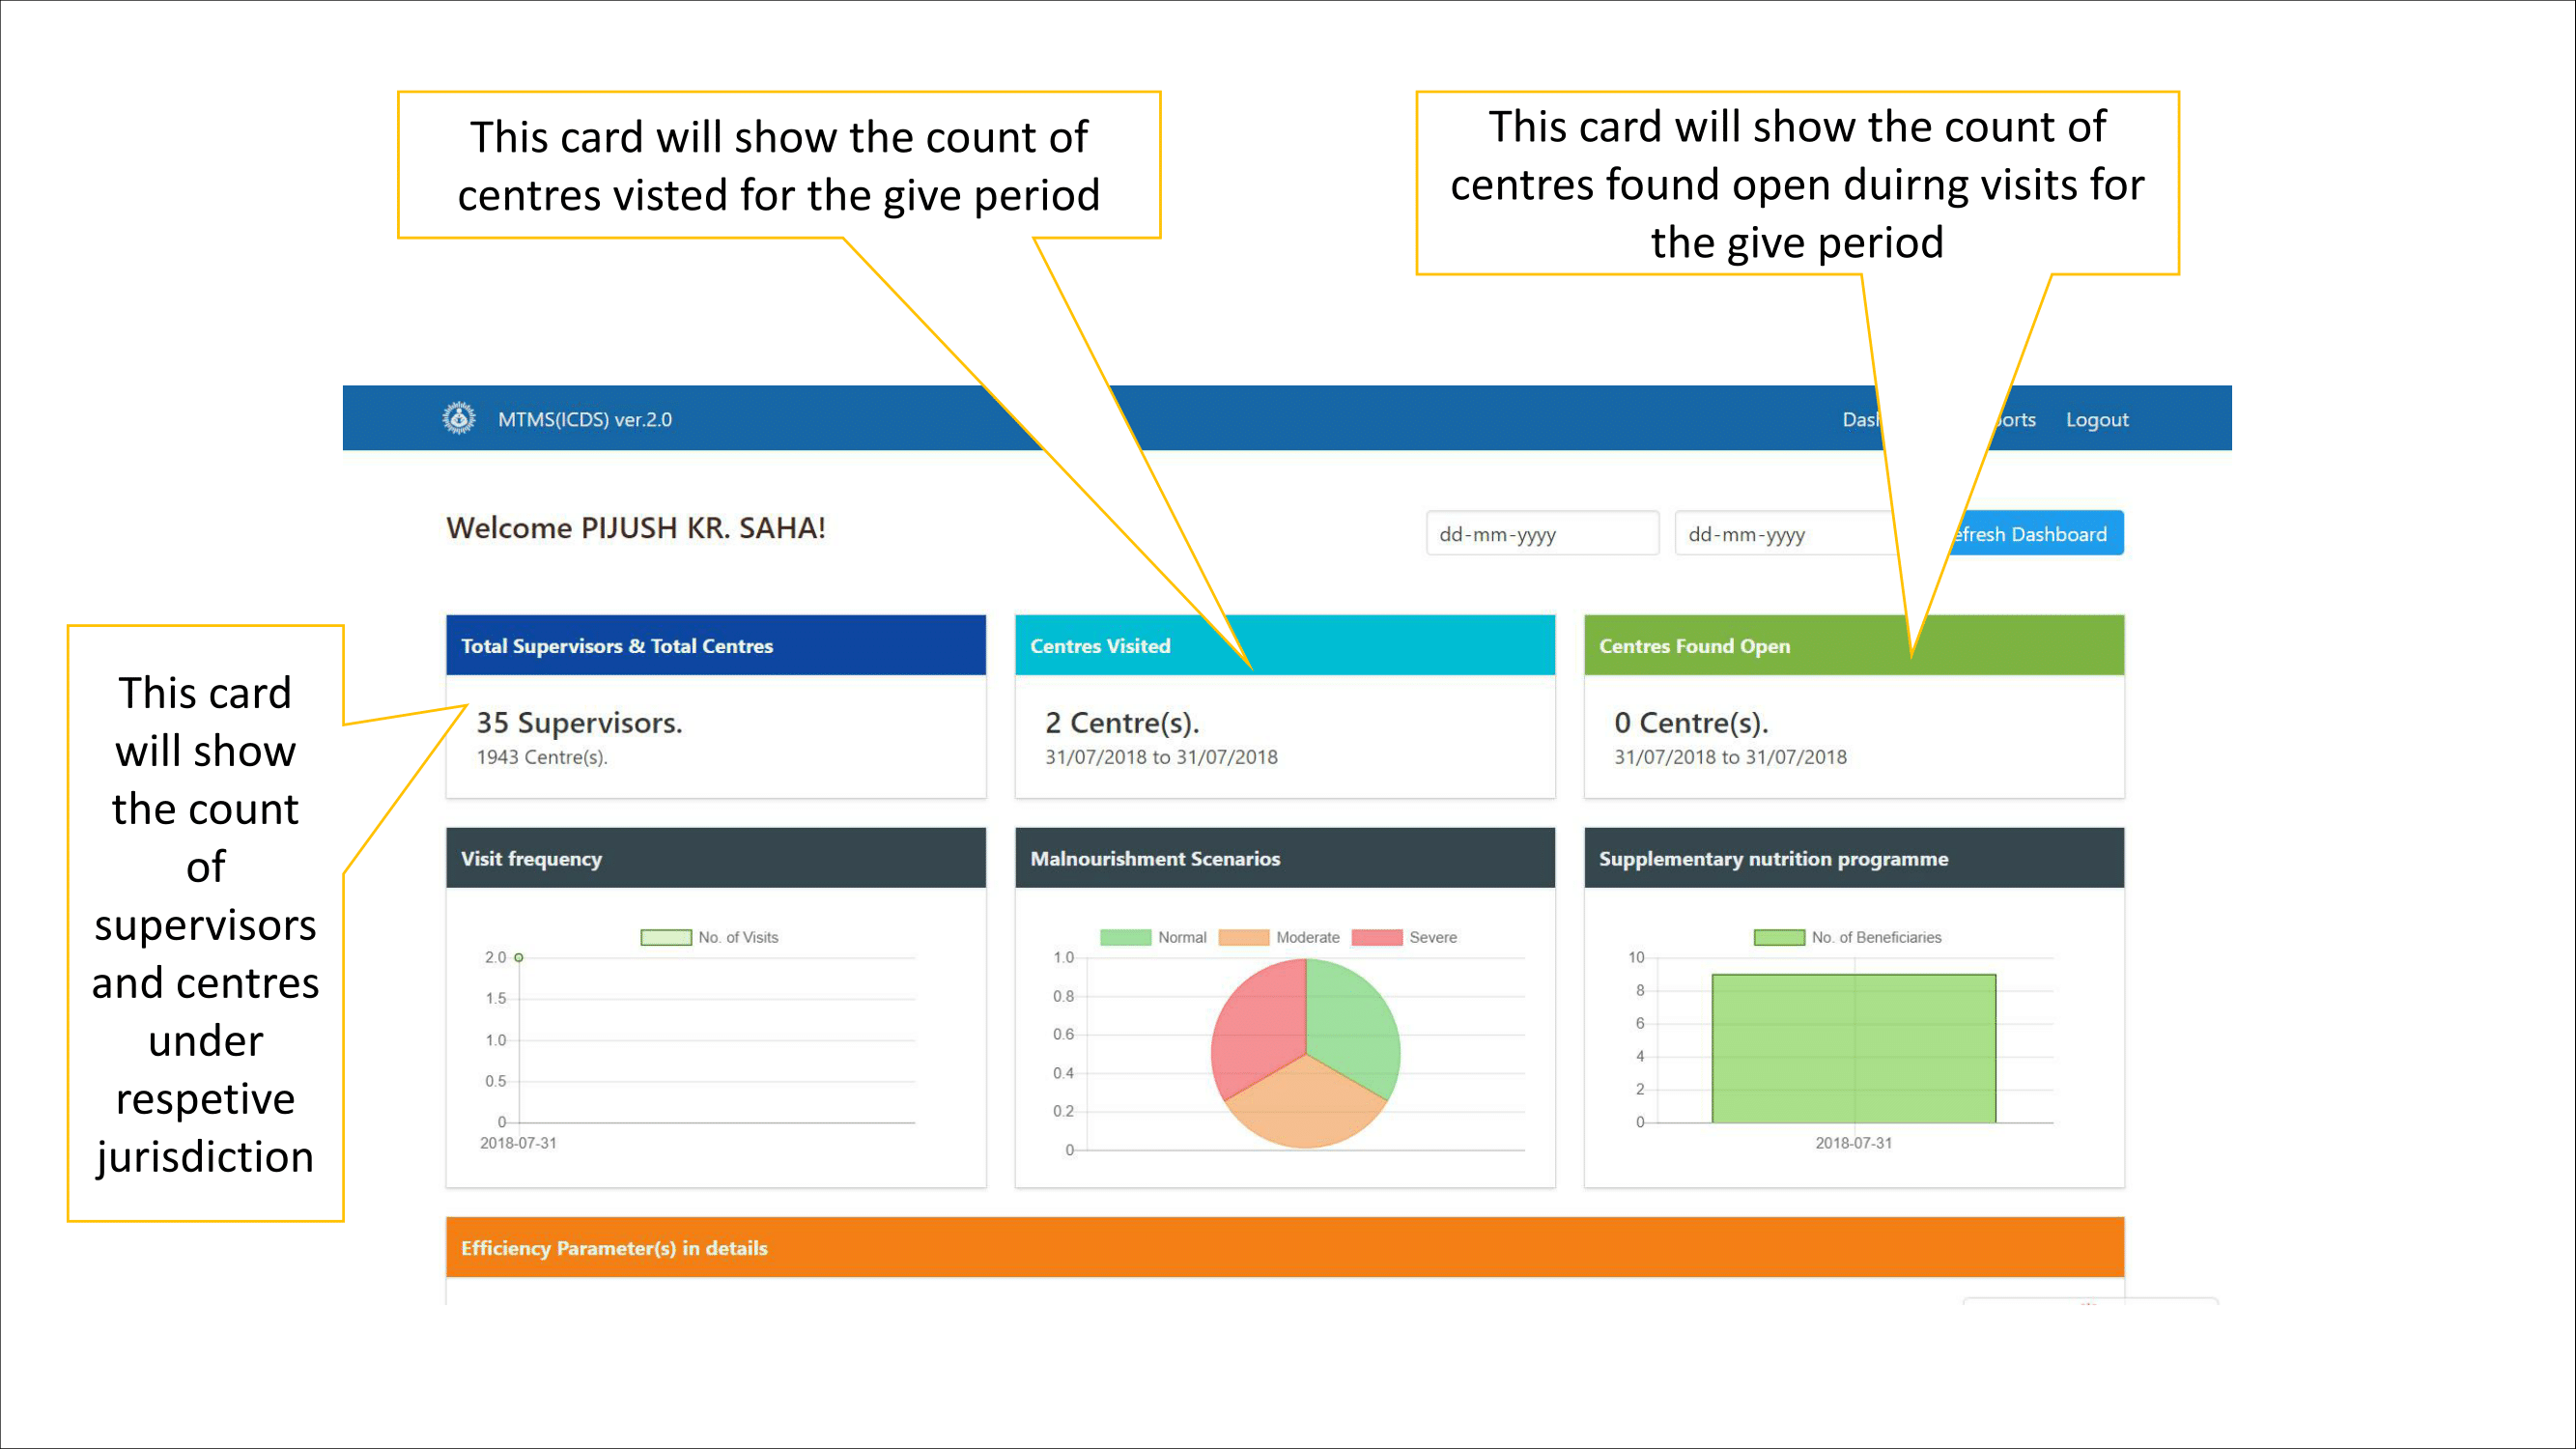 This card will show the count of
centres visted for the give period
This card will show the count of
centres found open duirng visits for
the give period
MTMS(ICDS) ver.2.0
Logout
Welcome PIJUSH KR. SAHA!
dd-mm-yyyy
dd-mm-yyyy
Dashboard
This card
will show
the count
of
supervisors
and centres
under
respetive
jurisdiction
Total Supervisors & Total Centres
35 Supervisors.
1943 Centre(s).
Centres Visited
2 Centre(s).
31/07/2018 to 31/07/2018
Centres Found Open
0 Centre(s).
31/07/2018 to 31/07/2018
Visit frequency
No. of Visits
2.0
1.5
1.0
0.5
0
2018-07-31
Malnourishment Scenarios
Normal Moderate Severe
1.0
0.8
0.6
0.4
0.2
0
Supplementary nutrition programme
No. of Beneficiaries
10
8
6
4
2
0
2018-07-31
Efficiency Parameter(s) in details